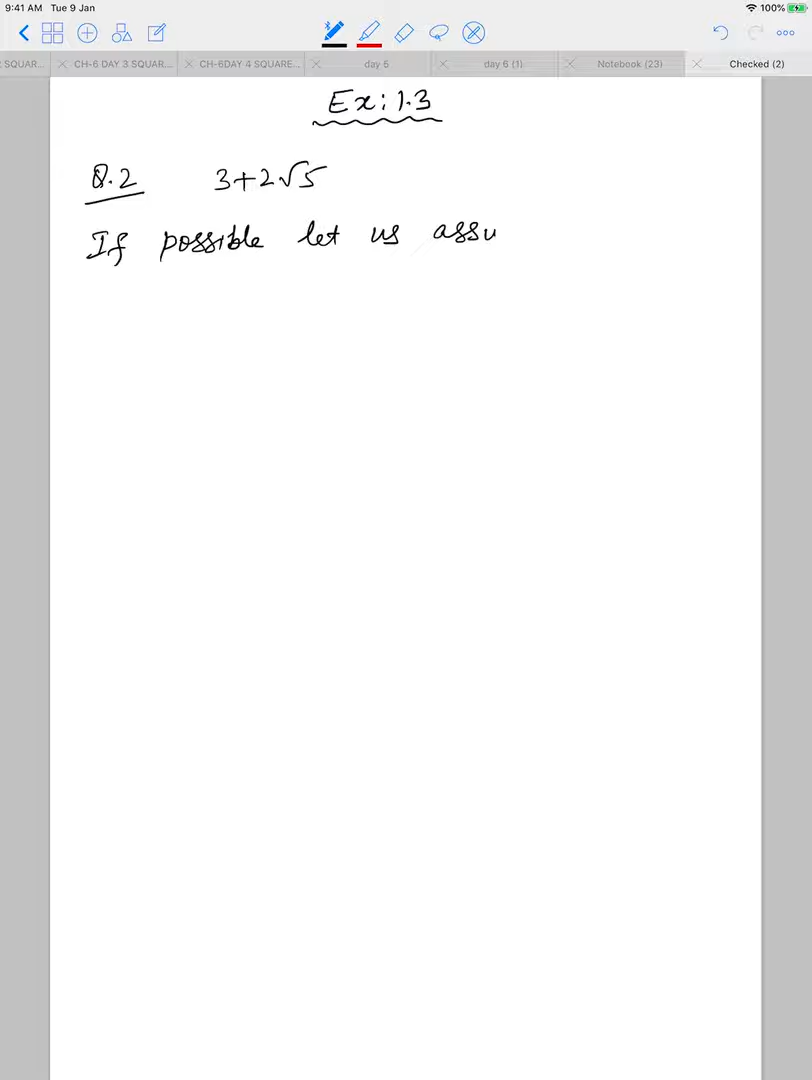 9:41 AM Tue 9 Jan
100%
SQUAR...
CH-6 DAY 3 SQUAR...
CH-6DAY 4 SQUARE...
day 5
day 6 (1)
Notebook (23)
Checked (2)
Ex: 1.3
Q.2 3+2√5
If possible let us assu